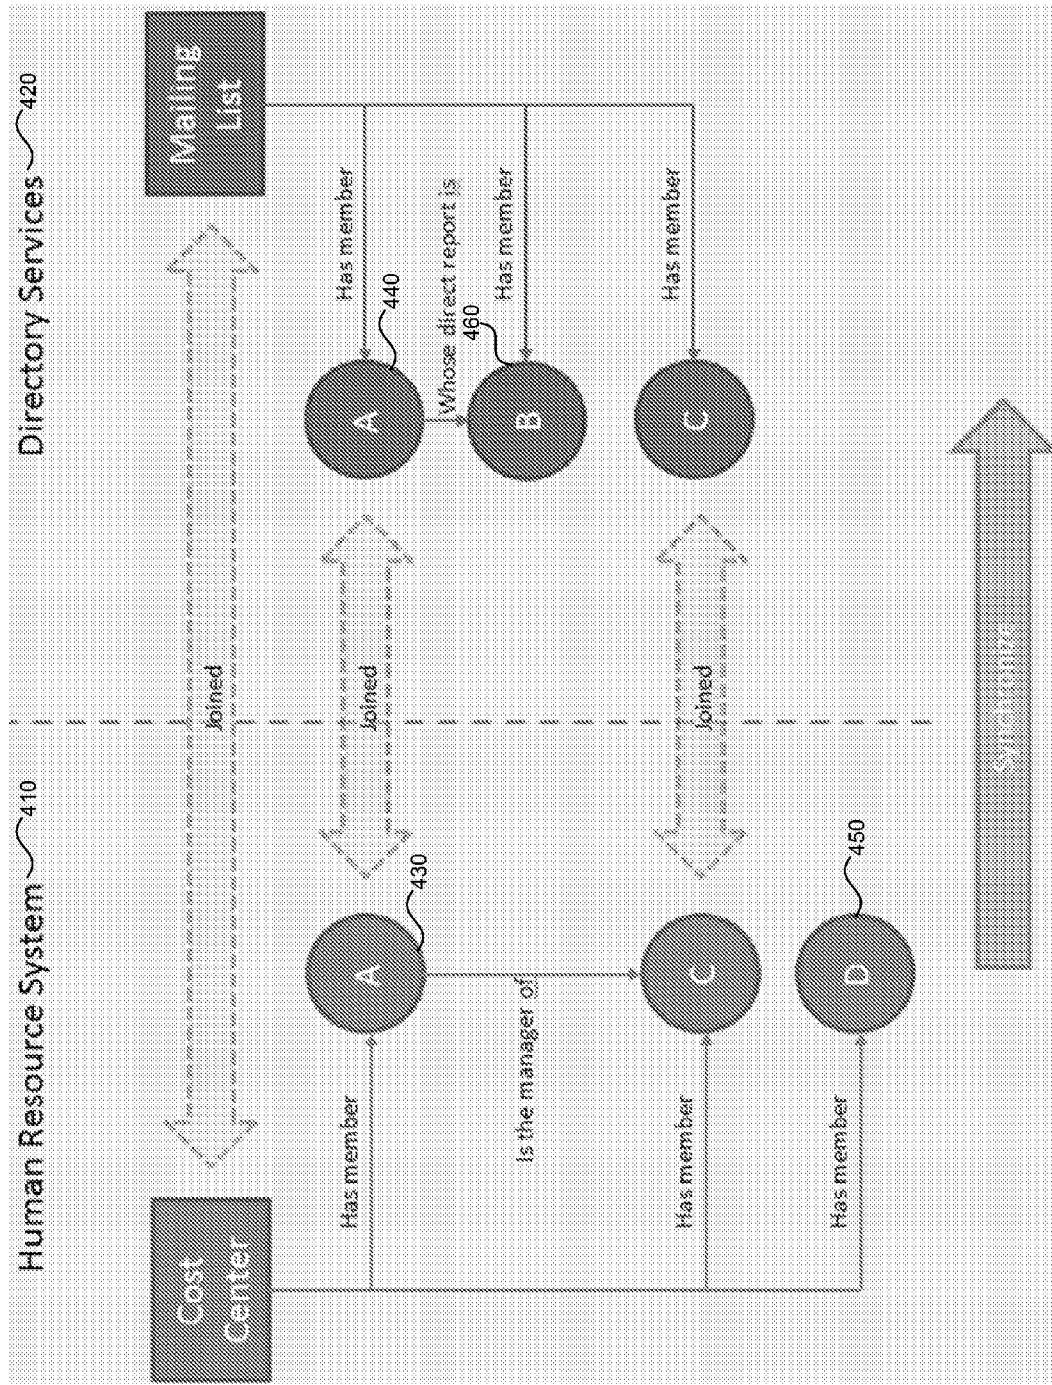 Human Resource System 410
Directory Services 420
Cost
Center
Mailing
List
Joined
Has member
A
430
Joined
A
440
Has member
Is the manager of
Whose direct report is
460
B
Has member
Has member
C
Joined
C
Has member
Has member
D
450
Synchronize